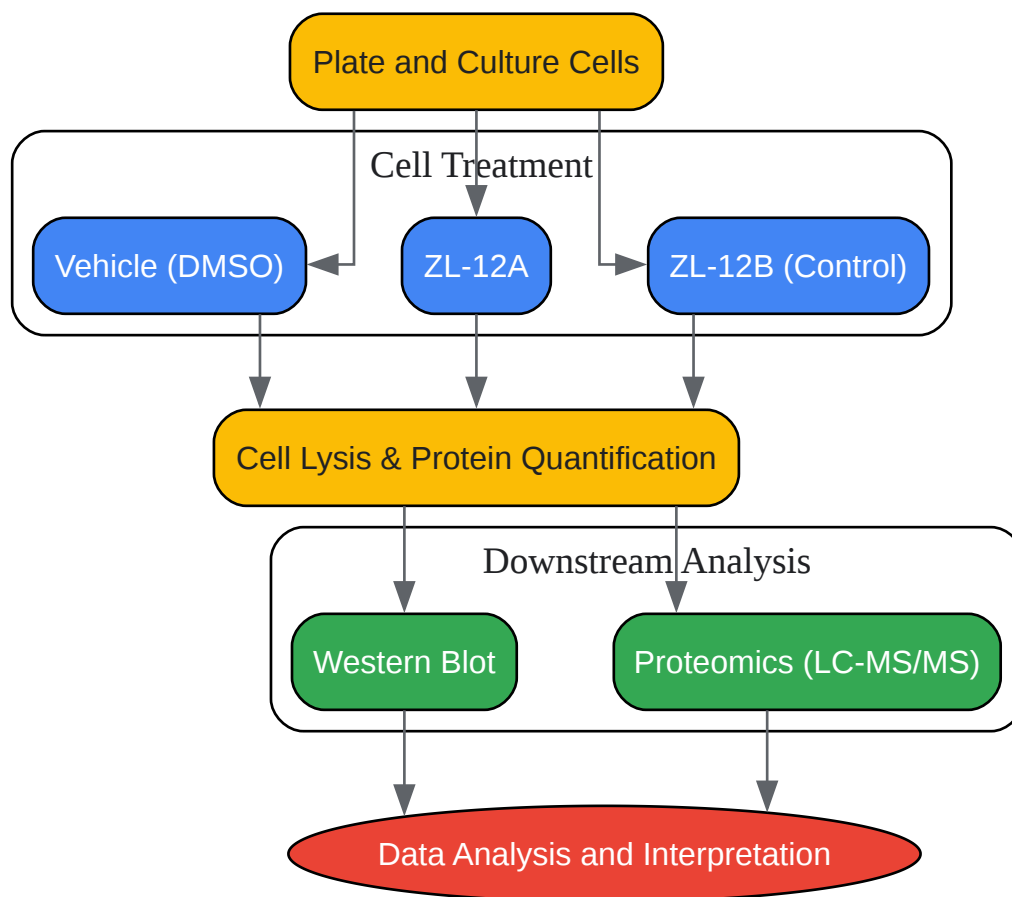 Plate and Culture Cells
Cell Treatment
Vehicle (DMSO)
ZL-12A
ZL-12B (Control)
Cell Lysis & Protein Quantification
Downstream Analysis
Western Blot
Proteomics (LC-MS/MS)
Data Analysis and Interpretation